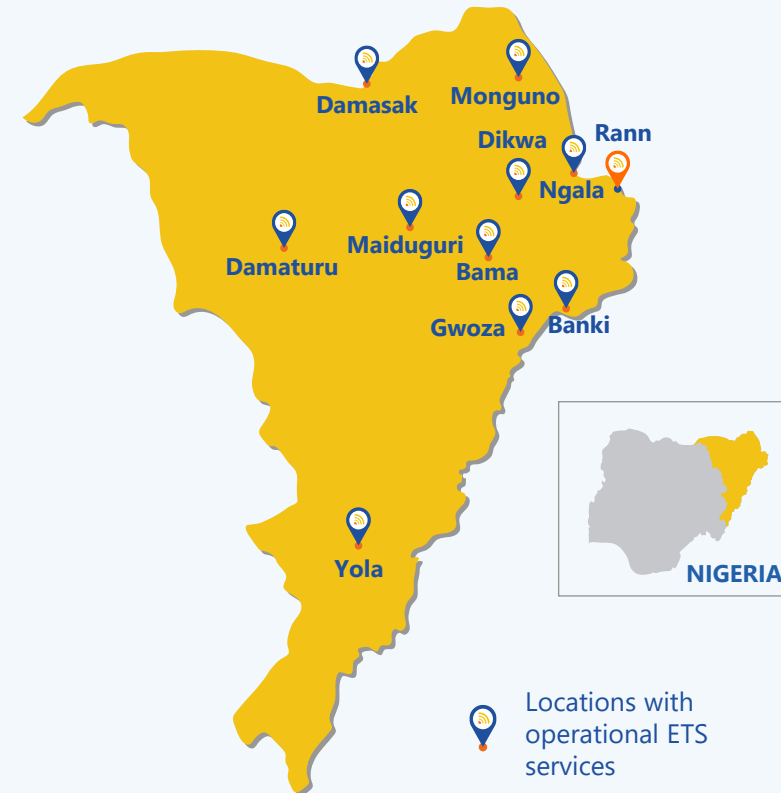 Damasak
Monguno
Dikwa
Rann
Ngala
Maiduguri
Damaturu
Bama
Gwoza
Banki
Yola
NIGERIA
Locations with
operational ETS
services